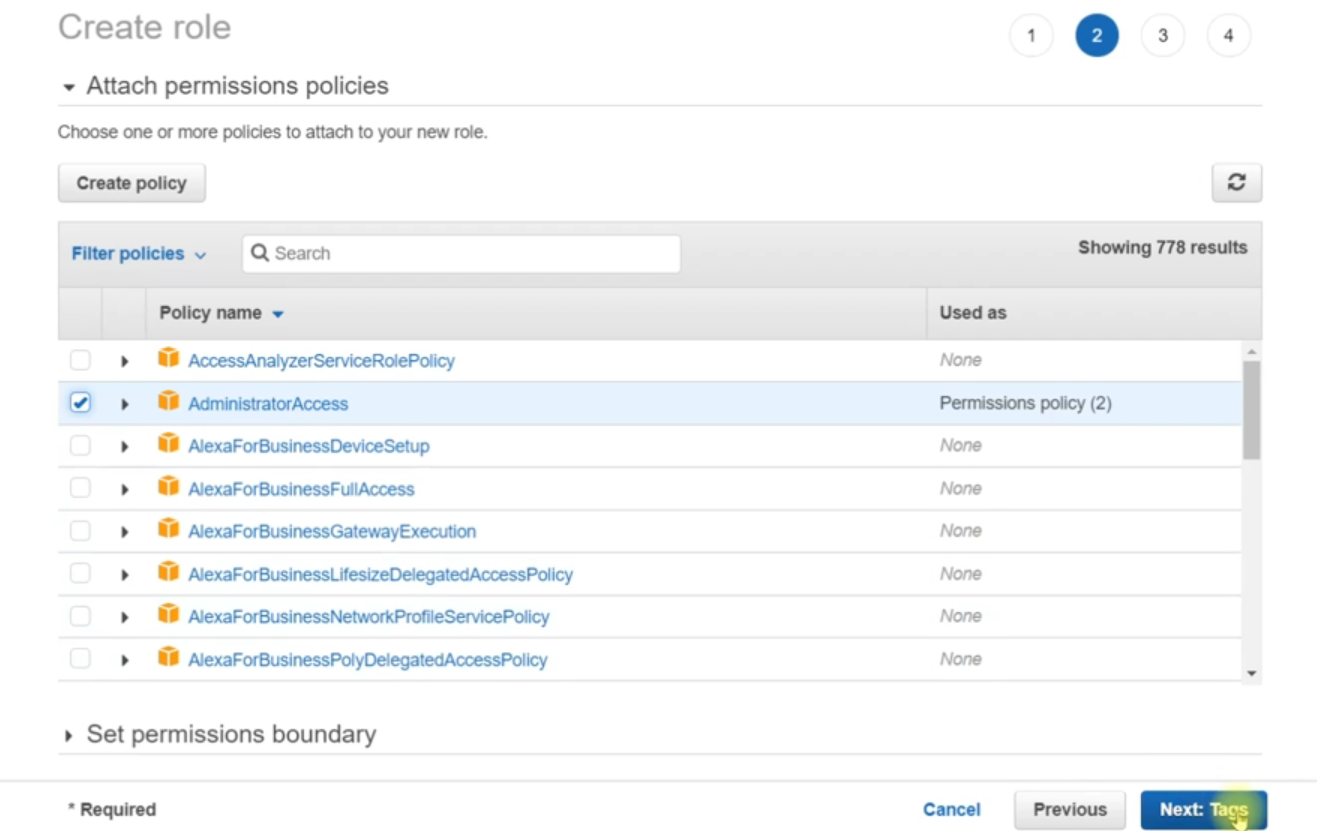 Create role
1 2 3 4
Attach permissions policies
Choose one or more policies to attach to your new role.
Create policy
Filter policies Search Showing 778 results
Policy name Used as
AccessAnalyzerServiceRolePolicy None
AdministratorAccess Permissions policy (2)
AlexaForBusinessDeviceSetup None
AlexaForBusinessFullAccess None
AlexaForBusinessGatewayExecution None
AlexaForBusinessLifesizeDelegatedAccessPolicy None
AlexaForBusinessNetworkProfileServicePolicy None
AlexaForBusinessPolyDelegatedAccessPolicy None
Set permissions boundary
* Required Cancel Previous Next: Tags